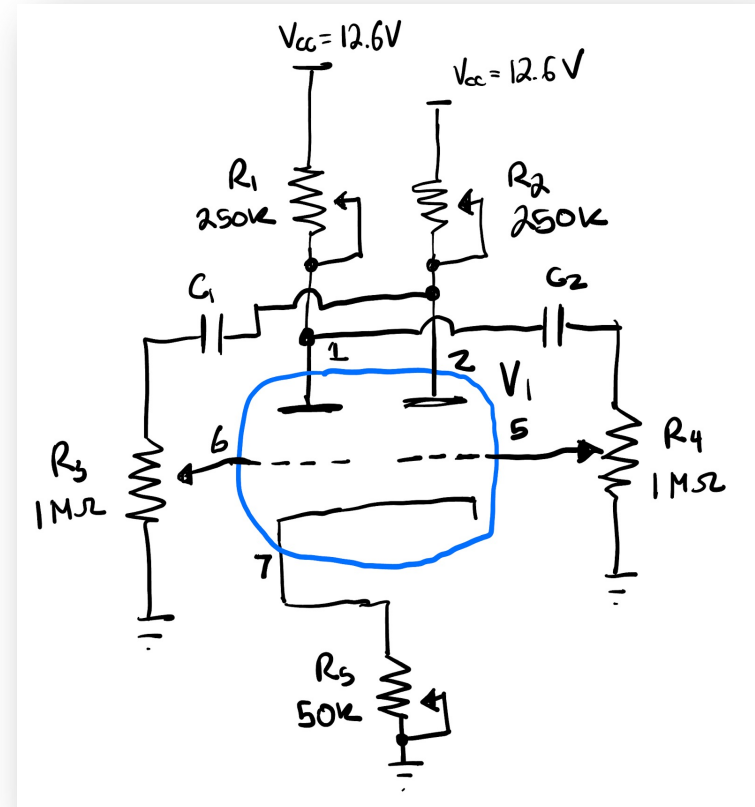 Vcc = 12.6V
Vcc = 12.6V
R1
250K
R2
250K
C1
C2
1
2
V1
6
5
R3
1MΩ
R4
1MΩ
7
R5
50K